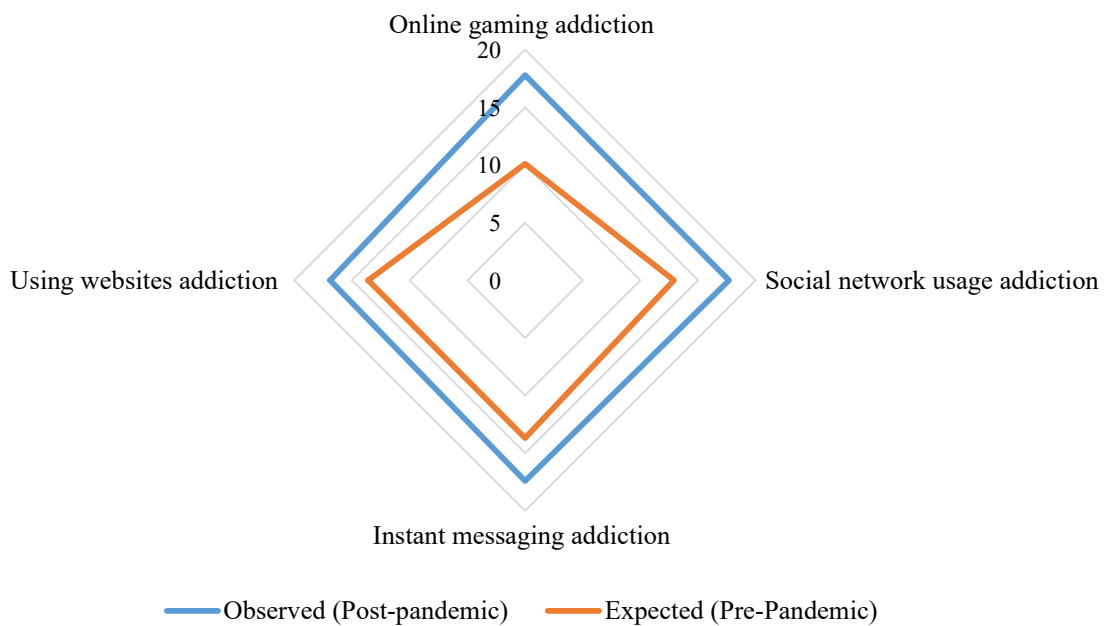 Online gaming addiction
20
15
10
5
0
Using websites addiction
Social network usage addiction
Instant messaging addiction
Observed (Post-pandemic)
Expected (Pre-Pandemic)